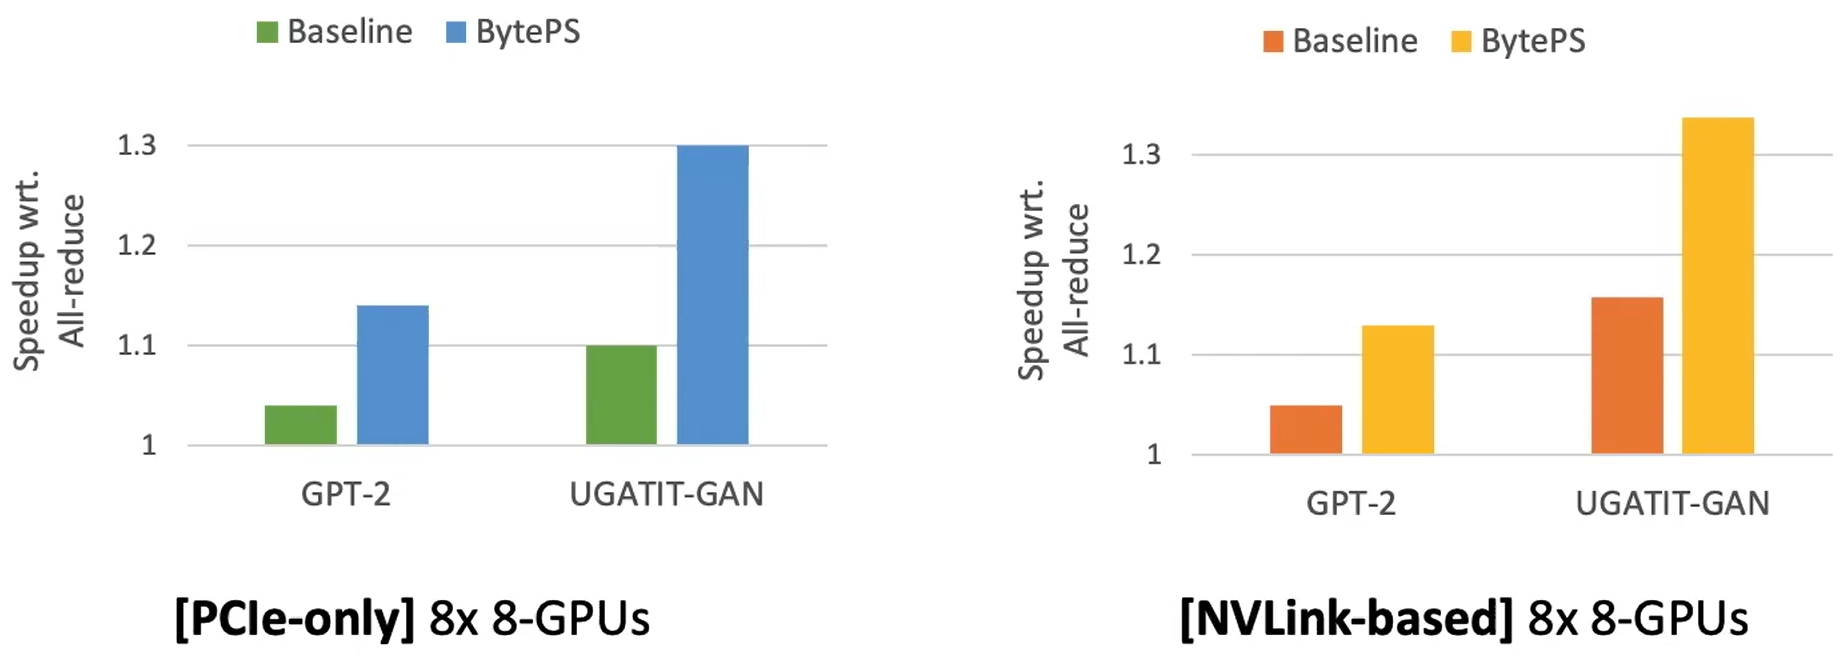 Baseline BytePS
Speedup wrt.
All-reduce
1.3
1.2
1.1
1
GPT-2 UGATIT-GAN
[PCIe-only] 8x 8-GPUs
Baseline BytePS
Speedup wrt.
All-reduce
1.3
1.2
1.1
1
GPT-2 UGATIT-GAN
[NVLink-based] 8x 8-GPUs